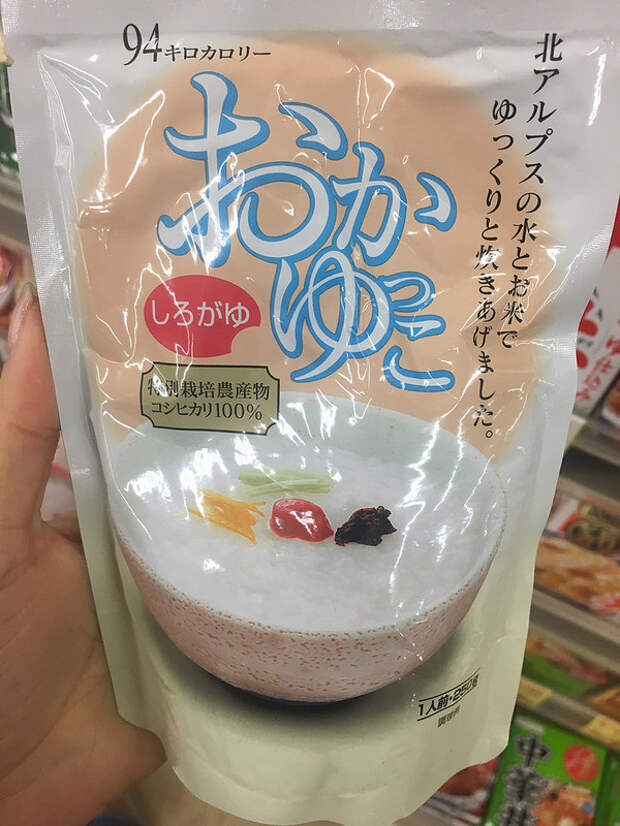 94キロカロリー
おかゆっこ
しろがゆ
特別栽培農産物
コシヒカリ100%
北アルプスの水とお米で
ゆっくりと炊きあげました。
1人前・250g